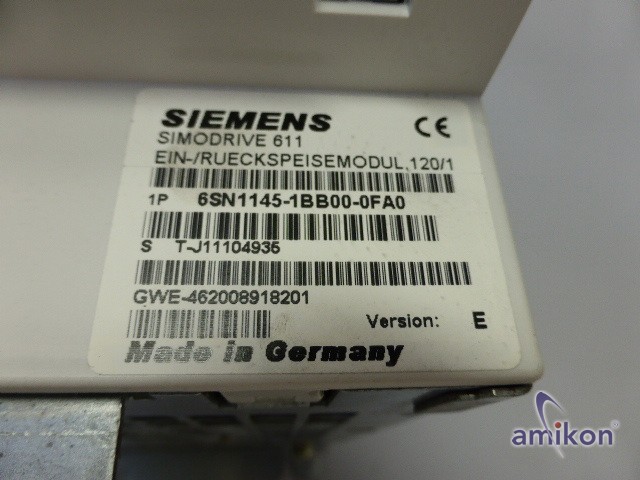 SIEMENS
CE
SIMODRIVE 611
EIN-/RUECKSPEISEMODUL,120/1
1P 6SN1145-1BB00-0FA0
S T-J11104935
GWE-462008918201
Version: E
Made in Germany
amikon